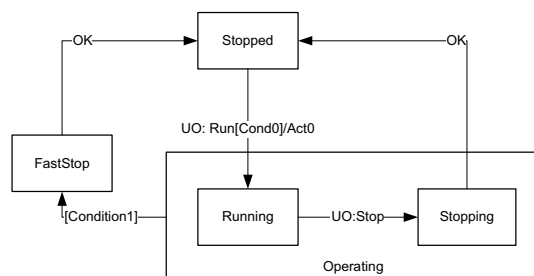 OK
Stopped
OK
UO: Run[Cond0]/Act0
FastStop
[Condition1]
Running
UO:Stop
Stopping
Operating